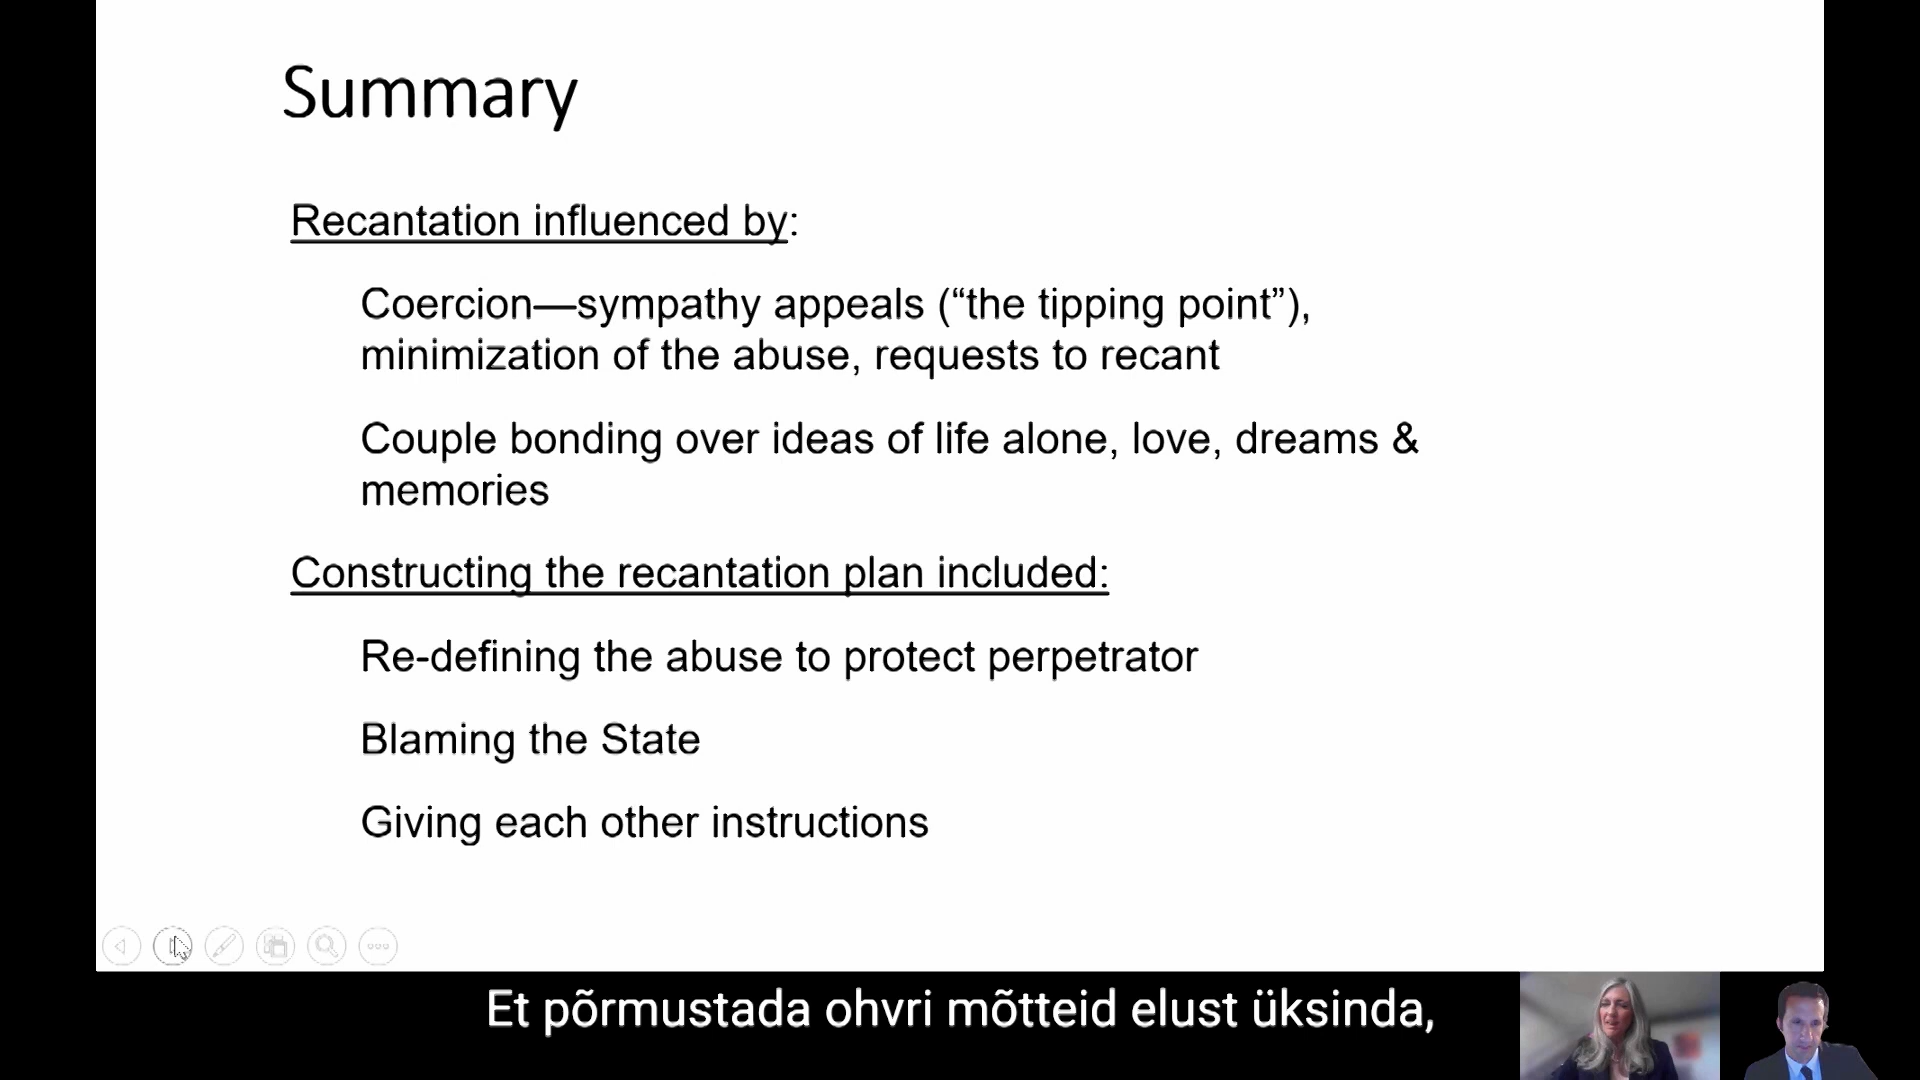 Summary
Recantation influenced by:
Coercion—sympathy appeals (“the tipping point”),
minimization of the abuse, requests to recant
Couple bonding over ideas of life alone, love, dreams &
memories
Constructing the recantation plan included:
Re-defining the abuse to protect perpetrator
Blaming the State
Giving each other instructions
Et põrmustada ohvri mõtteid elust üksinda,